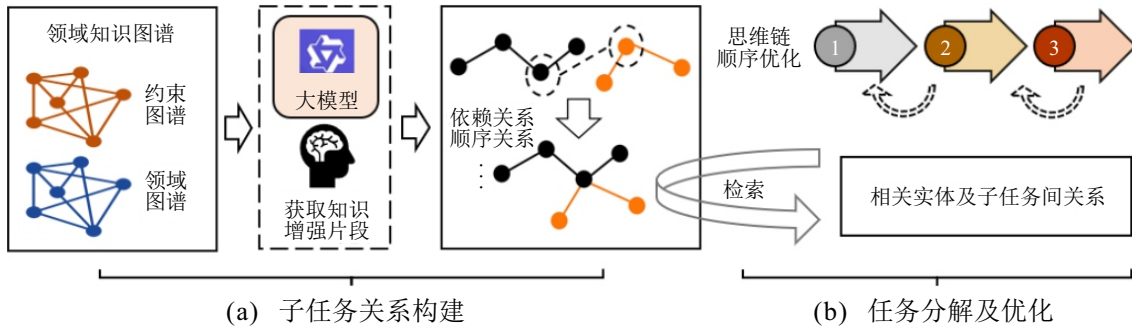 领域知识图谱
约束
图谱
领域
图谱
大模型
获取知识
增强片段
依赖关系
顺序关系
⋮
检索
思维链
顺序优化
1
2
3
相关实体及子任务间关系
(a) 子任务关系构建
(b) 任务分解及优化